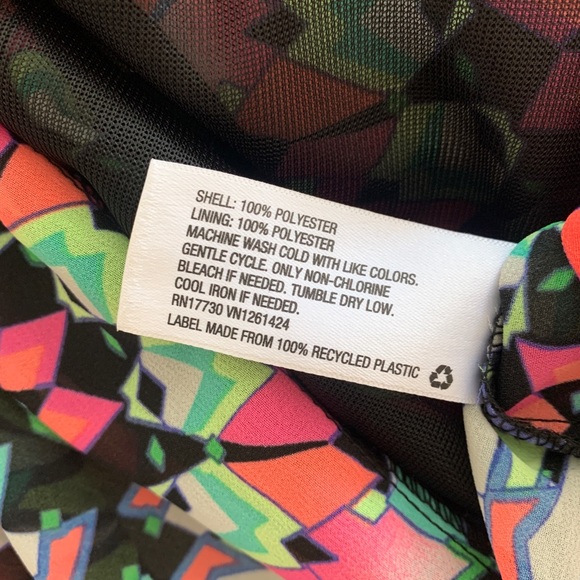 SHELL: 100% POLYESTER
LINING: 100% POLYESTER
MACHINE WASH COLD WITH LIKE COLORS.
GENTLE CYCLE. ONLY NON-CHLORINE
BLEACH IF NEEDED. TUMBLE DRY LOW.
COOL IRON IF NEEDED.
RN17730 VN1261424
LABEL MADE FROM 100% RECYCLED PLASTIC